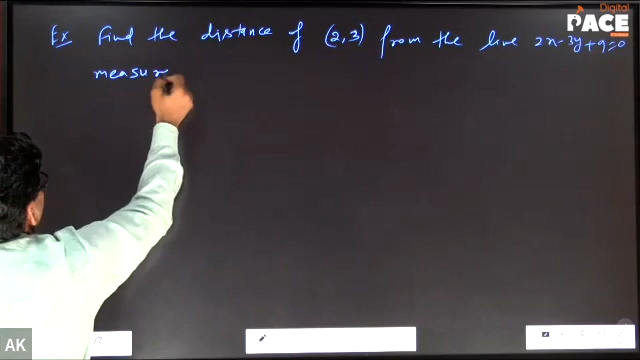 Digital
PACE
Ex Find the distance of (2,3) from the line 2x-3y+9=0
measur
AK